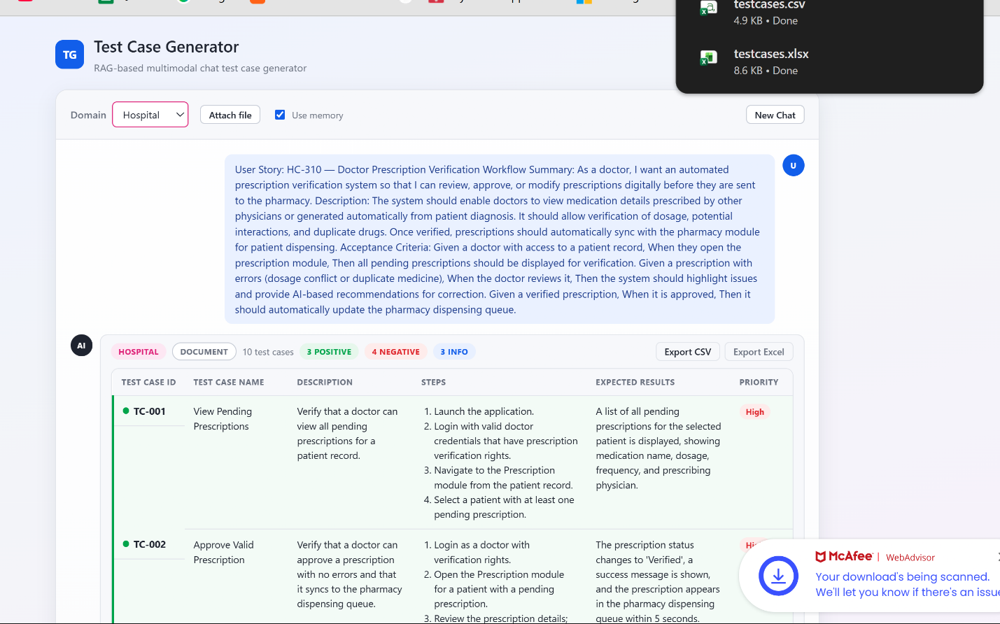 testcases.csv
4.9 KB • Done
testcases.xlsx
8.6 KB • Done
TG
Test Case Generator
RAG-based multimodal chat test case generator
Domain
Hospital
Attach file
Use memory
New Chat
User Story: HC-310 — Doctor Prescription Verification Workflow Summary: As a doctor, I want an automated
prescription verification system so that I can review, approve, or modify prescriptions digitally before they are sent
to the pharmacy. Description: The system should enable doctors to view medication details prescribed by other
physicians or generated automatically from patient diagnosis. It should allow verification of dosage, potential
interactions, and duplicate drugs. Once verified, prescriptions should automatically sync with the pharmacy module
for patient dispensing. Acceptance Criteria: Given a doctor with access to a patient record, When they open the
prescription module, Then all pending prescriptions should be displayed for verification. Given a prescription with
errors (dosage conflict or duplicate medicine), When the doctor reviews it, Then the system should highlight issues
and provide AI-based recommendations for correction. Given a verified prescription, When it is approved, Then it
should automatically update the pharmacy dispensing queue.
U
AI
HOSPITAL
DOCUMENT
10 test cases
3 POSITIVE
4 NEGATIVE
3 INFO
Export CSV
Export Excel
TEST CASE ID
TEST CASE NAME
DESCRIPTION
STEPS
EXPECTED RESULTS
PRIORITY
TC-001
View Pending
Prescriptions
Verify that a doctor can
view all pending
prescriptions for a
patient record.
1. Launch the application.
2. Login with valid doctor
credentials that have prescription
verification rights.
3. Navigate to the Prescription
module from the patient record.
4. Select a patient with at least one
pending prescription.
A list of all pending
prescriptions for the selected
patient is displayed, showing
medication name, dosage,
frequency, and prescribing
physician.
High
TC-002
Approve Valid
Prescription
Verify that a doctor can
approve a prescription
with no errors and that
it syncs to the pharmacy
dispensing queue.
1. Login as a doctor with
verification rights.
2. Open the Prescription module
for a patient with a pending
prescription.
3. Review the prescription details;
The prescription status
changes to 'Verified', a
success message is shown,
and the prescription appears
in the pharmacy dispensing
queue within 5 seconds.
McAfee | WebAdvisor
Your download's being scanned.
We'll let you know if there's an issue